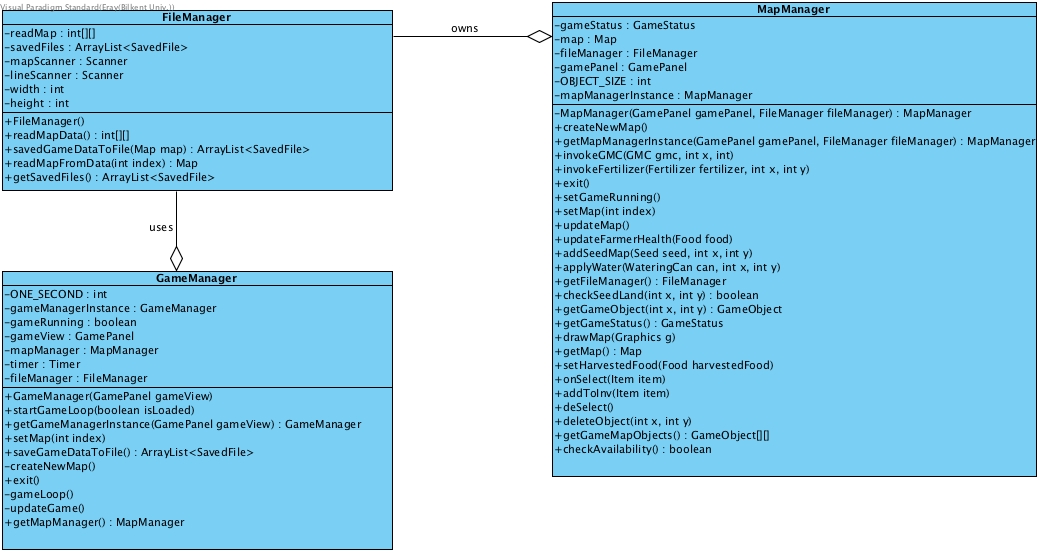 Visual Paradigm Standard(Eray(Bilkent Univ.))
FileManager
-readMap : int[][]
-savedFiles : ArrayList<SavedFile>
-mapScanner : Scanner
-lineScanner : Scanner
-width : int
-height : int
+FileManager()
+readMapData() : int[][]
+savedGameDataToFile(Map map) : ArrayList<SavedFile>
+readMapFromData(int index) : Map
+getSavedFiles() : ArrayList<SavedFile>
owns
MapManager
-gameStatus : GameStatus
-map : Map
-fileManager : FileManager
-gamePanel : GamePanel
-OBJECT_SIZE : int
-mapManagerInstance : MapManager
-MapManager(GamePanel gamePanel, FileManager fileManager) : MapManager
+createNewMap()
+getMapManagerInstance(GamePanel gamePanel, FileManager fileManager) : MapManager
+invokeGMC(GMC gmc, int x, int)
+invokeFertilizer(Fertilizer fertilizer, int x, int y)
+exit()
+setGameRunning()
+setMap(int index)
+updateMap()
+updateFarmerHealth(Food food)
+addSeedMap(Seed seed, int x, int y)
+applyWater(WateringCan can, int x, int y)
+getFileManager() : FileManager
+checkSeedLand(int x, int y) : boolean
+getGameObject(int x, int y) : GameObject
+getGameStatus() : GameStatus
+drawMap(Graphics g)
+getMap() : Map
+setHarvestedFood(Food harvestedFood)
+onSelect(Item item)
+addToInv(Item item)
+deSelect()
+deleteObject(int x, int y)
+getGameMapObjects() : GameObject[][]
+checkAvailability() : boolean
uses
GameManager
-ONE_SECOND : int
-gameManagerInstance : GameManager
-gameRunning : boolean
-gameView : GamePanel
-mapManager : MapManager
-timer : Timer
-fileManager : FileManager
+GameManager(GamePanel gameView)
+startGameLoop(boolean isLoaded)
+getGameManagerInstance(GamePanel gameView) : GameManager
+setMap(int index)
+saveGameDataToFile() : ArrayList<SavedFile>
-createNewMap()
+exit()
-gameLoop()
-updateGame()
+getMapManager() : MapManager